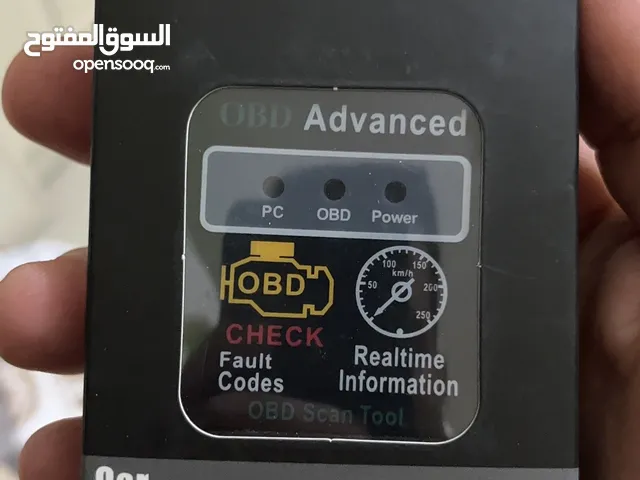 السوق المفتوح
opensooq.com
OBD Advanced
PC OBD Power
OBD
CHECK
Fault
Codes
50 100 150 200 250
km/h
Realtime
Information
OBD Scan Tool